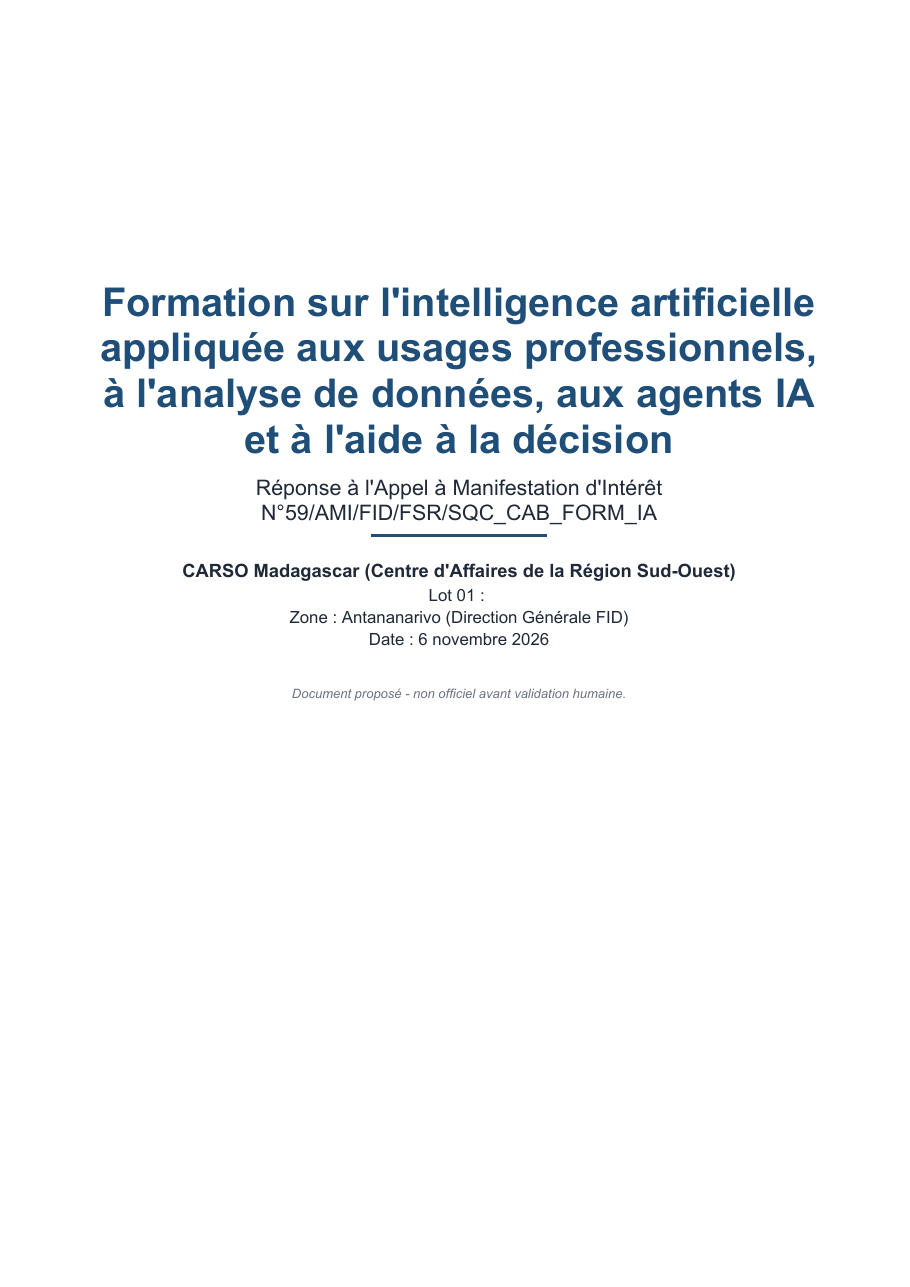 Formation sur l'intelligence artificielle
appliquée aux usages professionnels,
à l'analyse de données, aux agents IA
et à l'aide à la décision
Réponse à l'Appel à Manifestation d'Intérêt
N°59/AMI/FID/FSR/SQC_CAB_FORM_IA
CARSO Madagascar (Centre d'Affaires de la Région Sud-Ouest)
Lot 01 :
Zone : Antananarivo (Direction Générale FID)
Date : 6 novembre 2026
Document proposé - non officiel avant validation humaine.